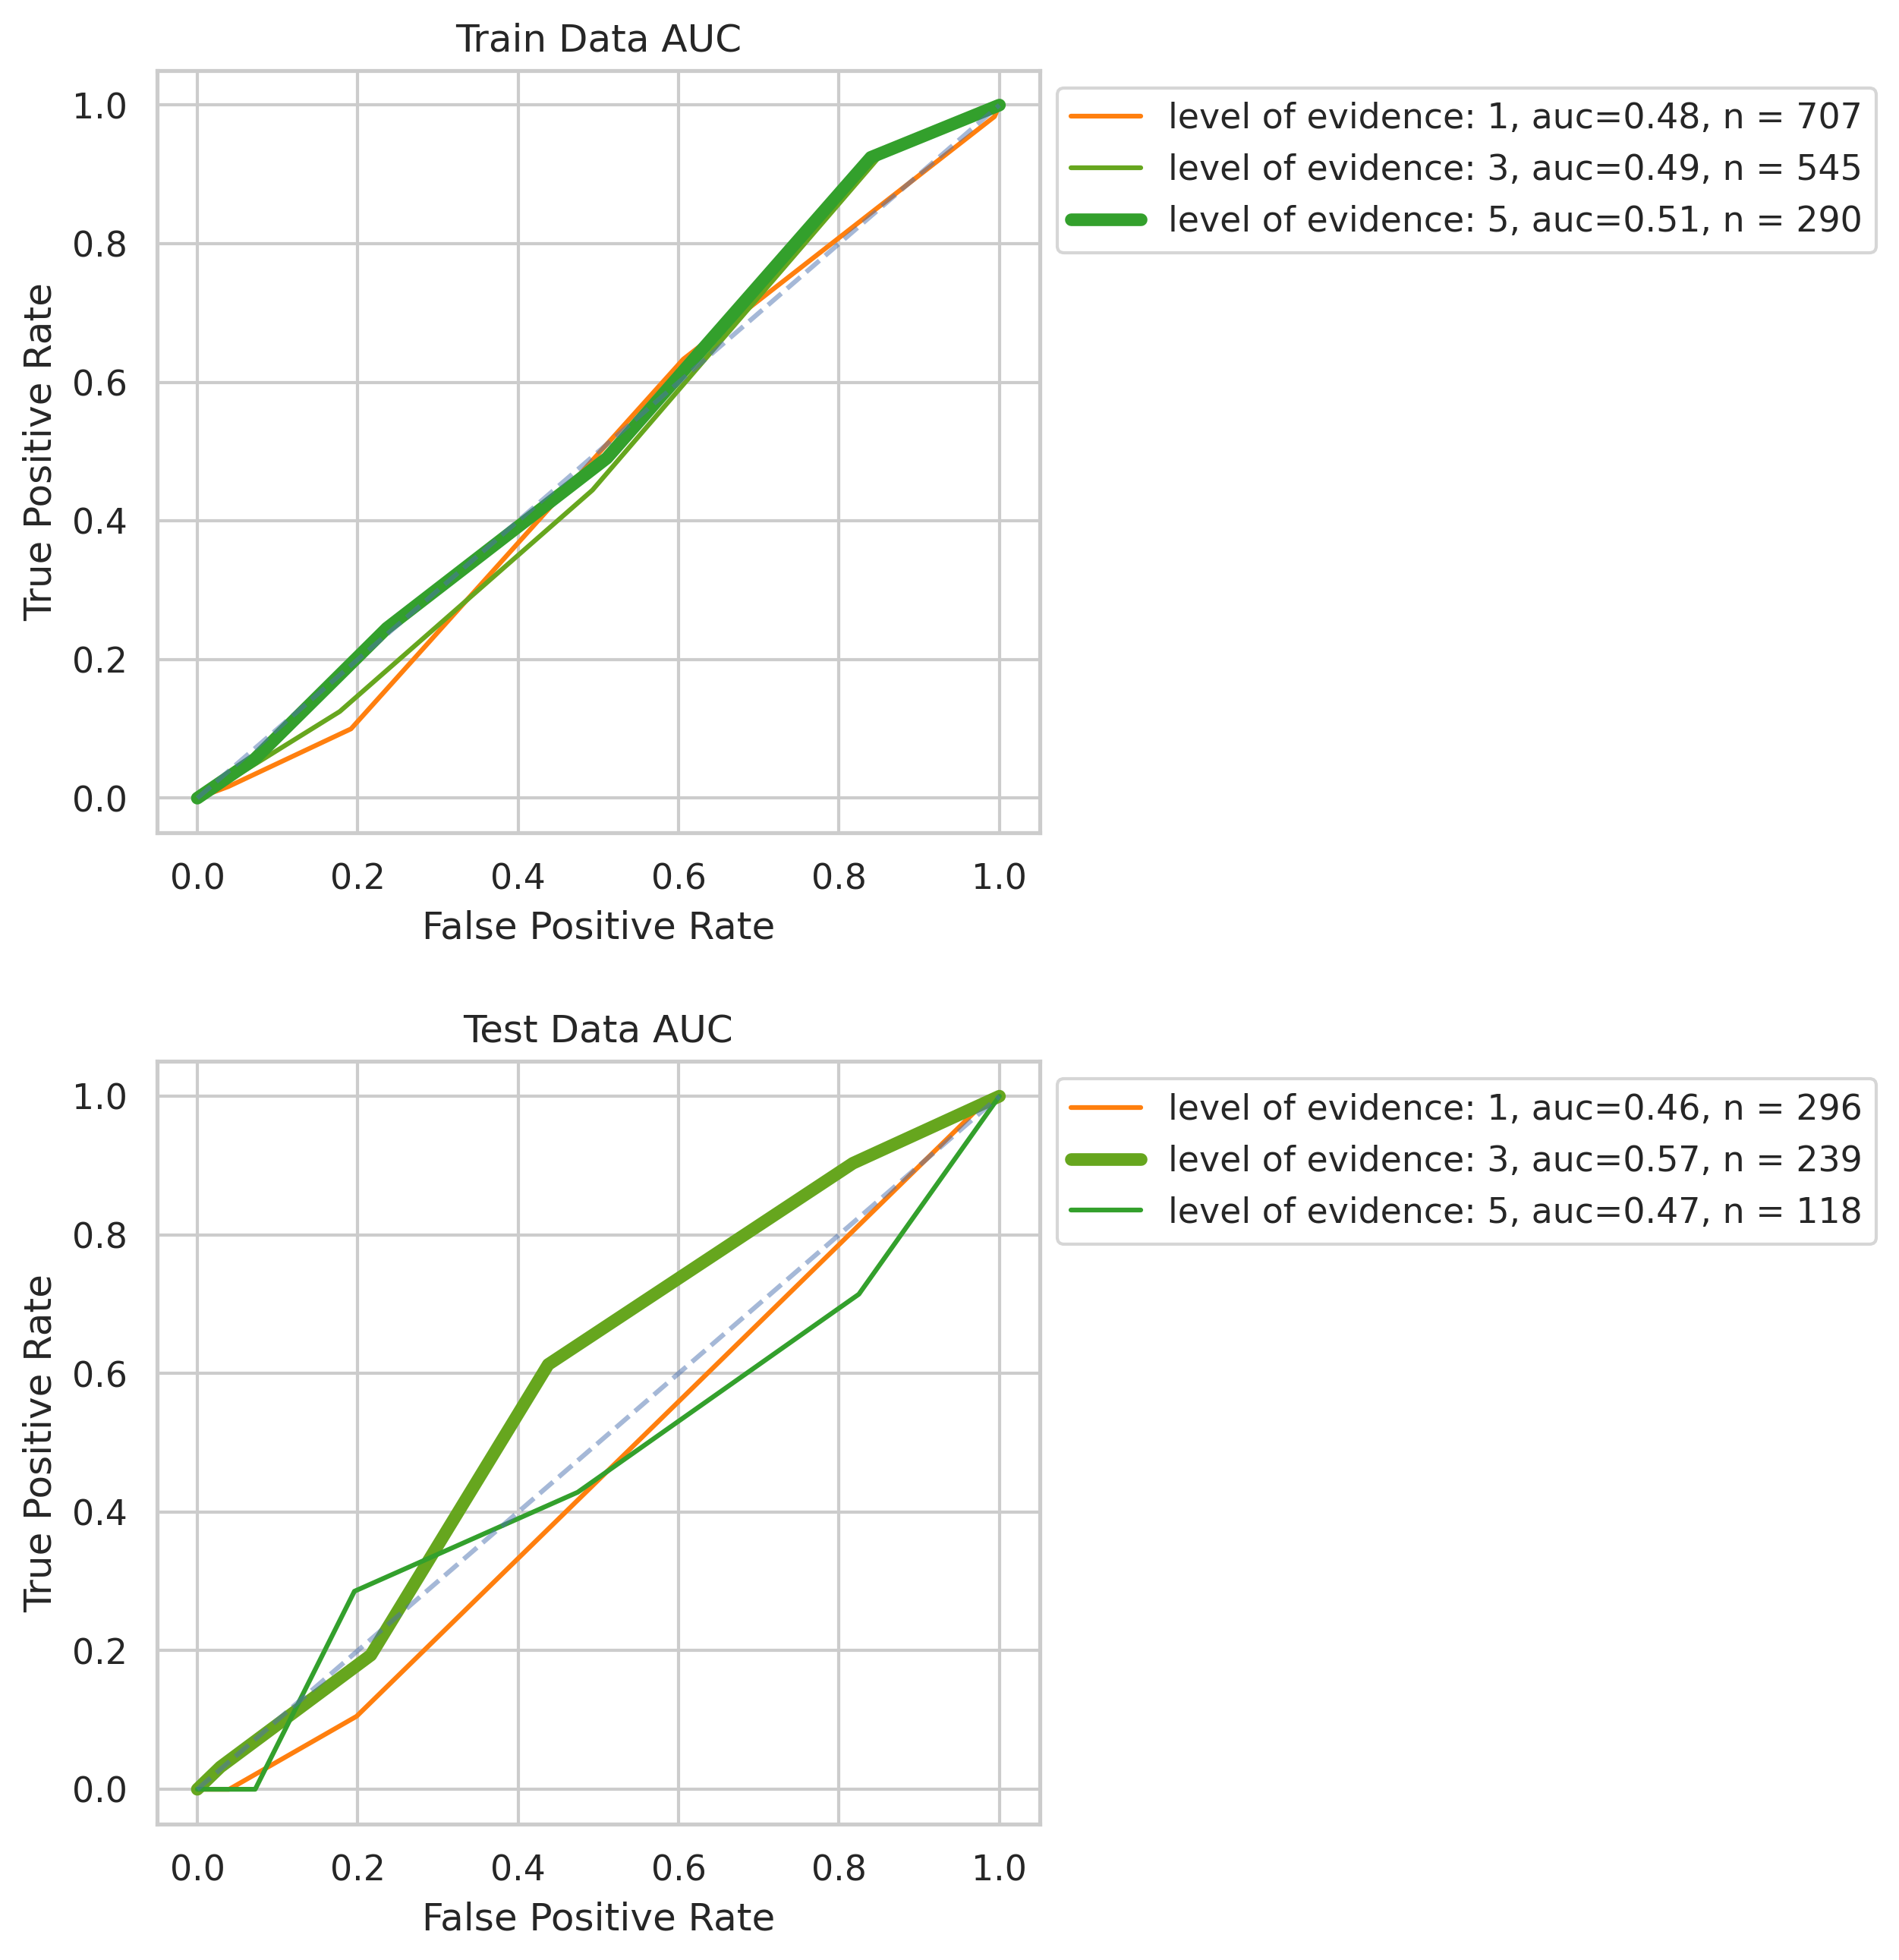 Train Data AUC
1.0
0.8
0.6
0.4
0.2
0.0
True Positive Rate
0.0 0.2 0.4 0.6 0.8 1.0
False Positive Rate
level of evidence: 1, auc=0.48, n = 707
level of evidence: 3, auc=0.49, n = 545
level of evidence: 5, auc=0.51, n = 290
Test Data AUC
1.0
0.8
0.6
0.4
0.2
0.0
True Positive Rate
0.0 0.2 0.4 0.6 0.8 1.0
False Positive Rate
level of evidence: 1, auc=0.46, n = 296
level of evidence: 3, auc=0.57, n = 239
level of evidence: 5, auc=0.47, n = 118